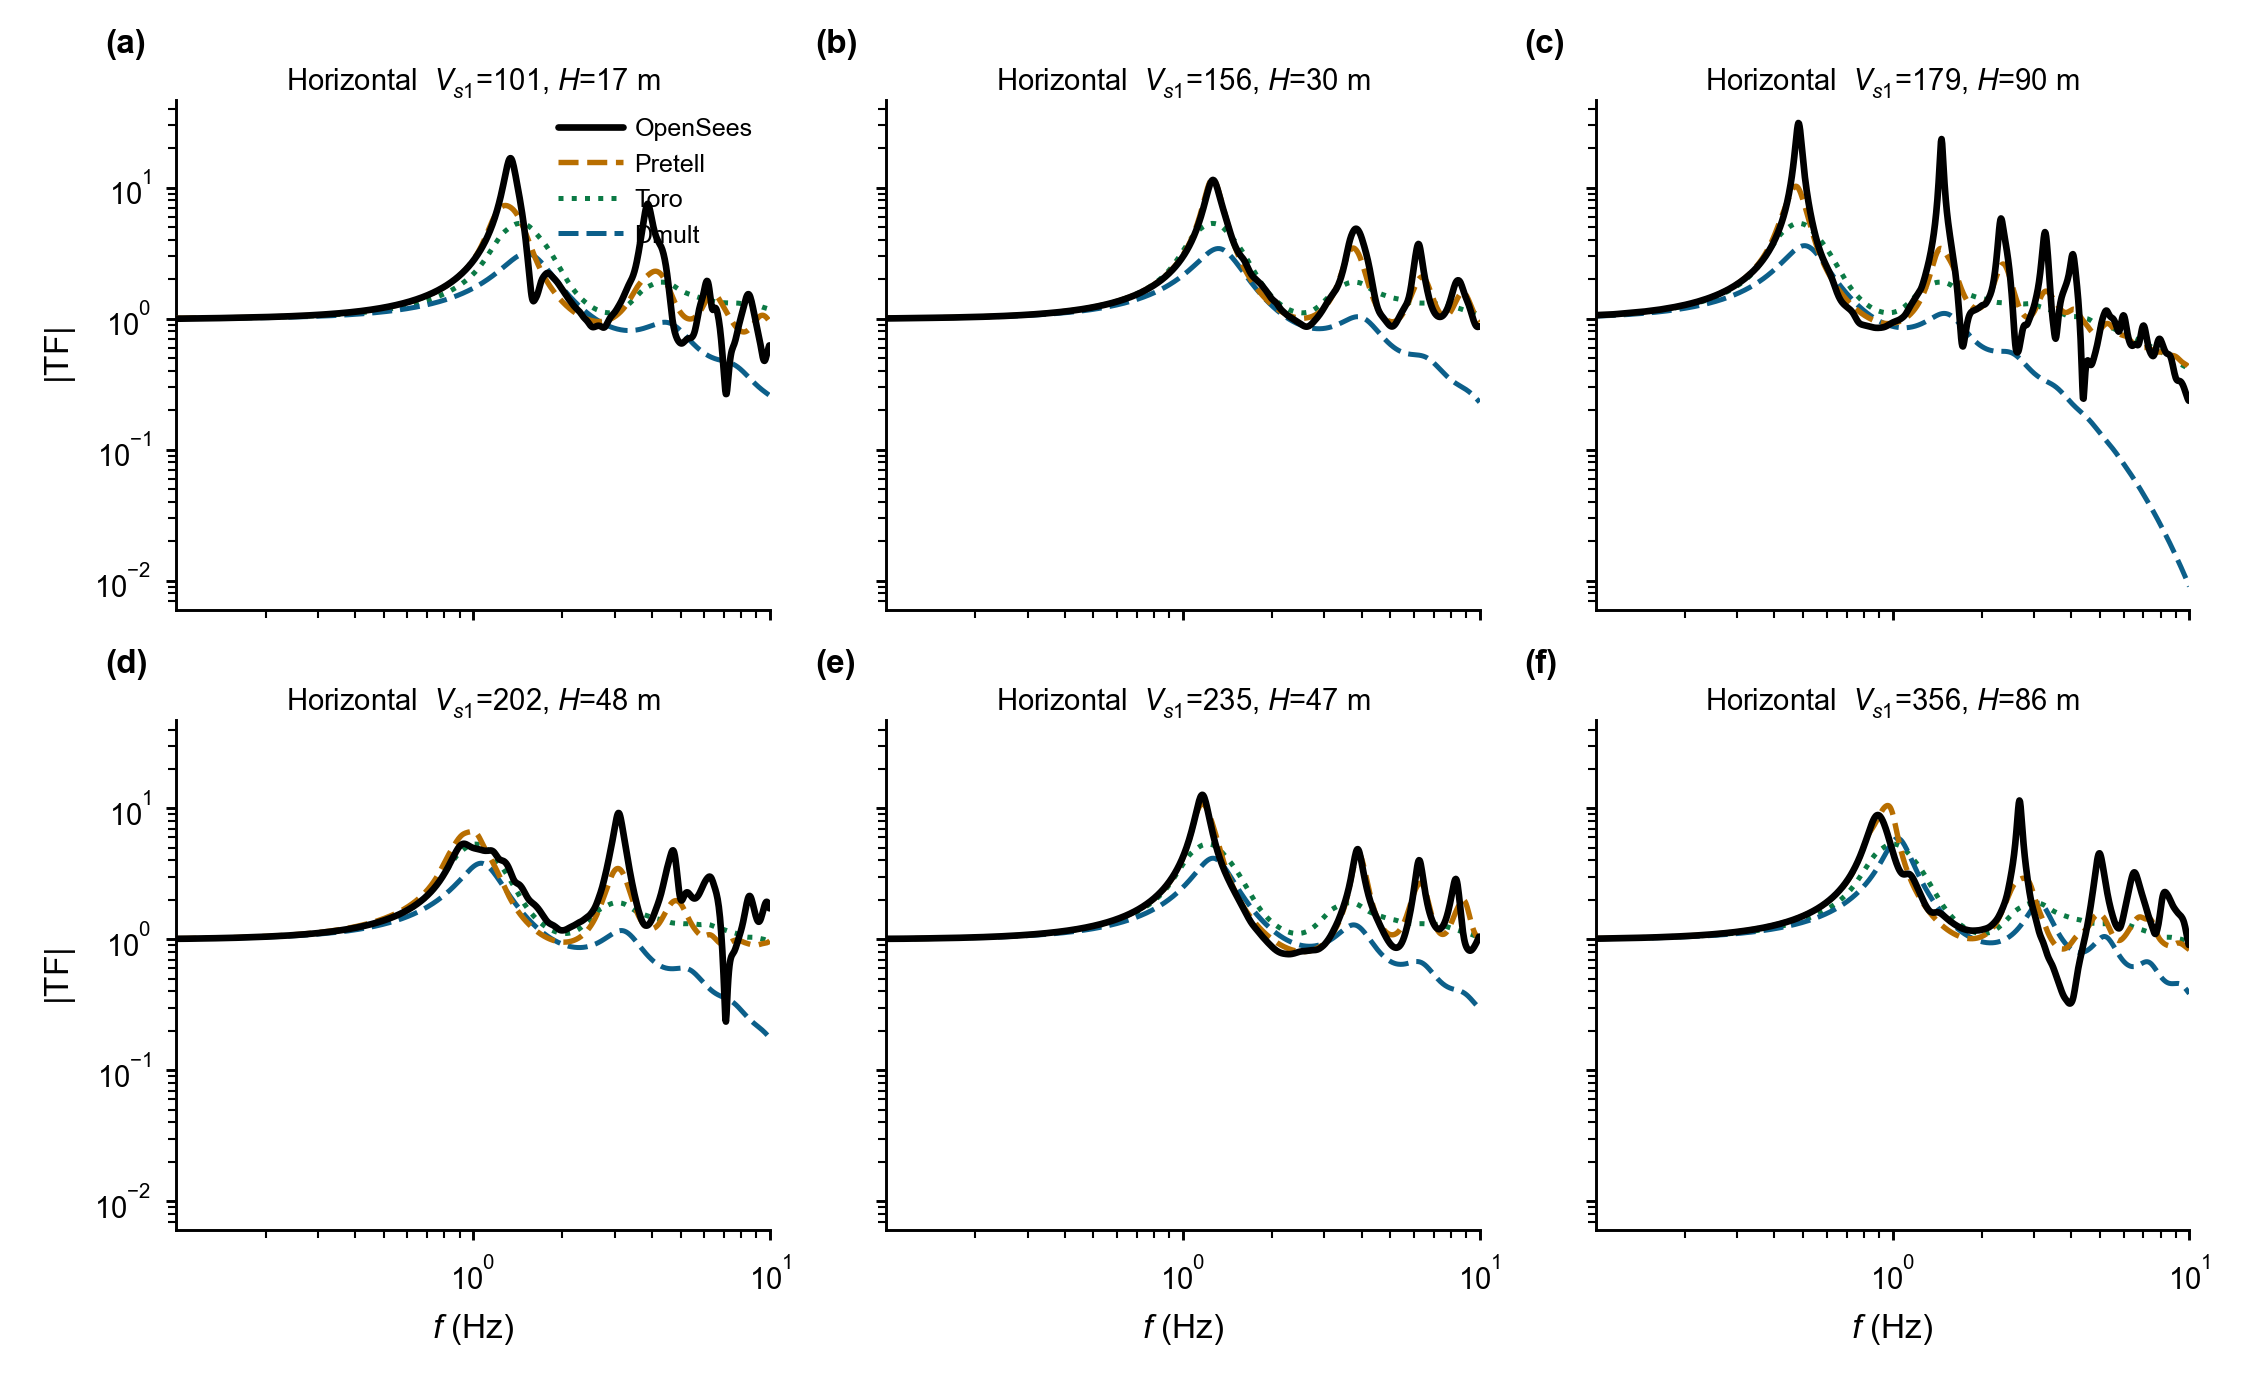 (a)
Horizontal Vs1=101, H=17 m
OpenSees
Pretell
Toro
Dmult
10^1
10^0
10^−1
10^−2
|TF|
(b)
Horizontal Vs1=156, H=30 m
(c)
Horizontal Vs1=179, H=90 m
(d)
Horizontal Vs1=202, H=48 m
10^1
10^0
10^−1
10^−2
|TF|
10^0 10^1
f (Hz)
(e)
Horizontal Vs1=235, H=47 m
10^0 10^1
f (Hz)
(f)
Horizontal Vs1=356, H=86 m
10^0 10^1
f (Hz)